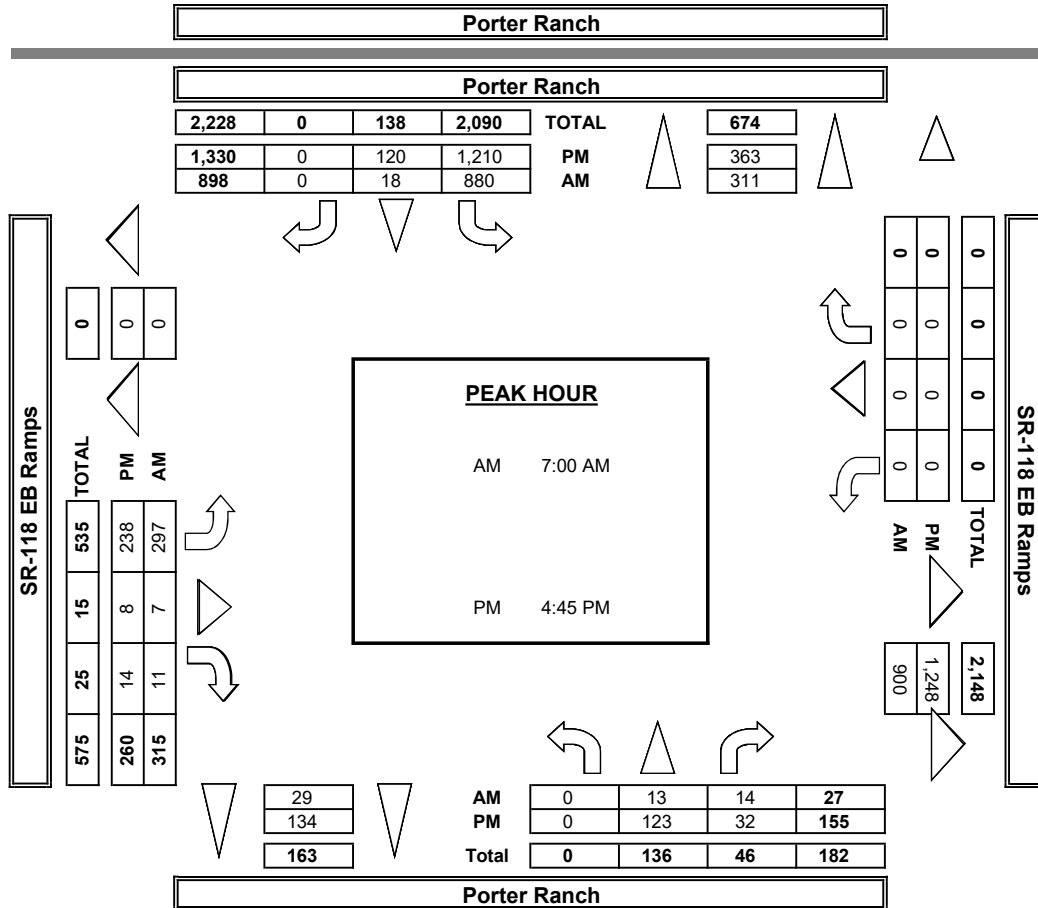 Porter Ranch
Porter Ranch
2,228 0 138 2,090 TOTAL 674
1,330 0 120 1,210 PM 363
898 0 18 880 AM 311
SR-118 EB Ramps
0 0 0
TOTAL PM AM
535 238 297
15 8 7
25 14 11
575 260 315
PEAK HOUR
AM 7:00 AM
PM 4:45 PM
0 0 0
0 0 0
0 0 0
0 0 0
AM PM TOTAL
900 1,248 2,148
SR-118 EB Ramps
29 AM 0 13 14 27
134 PM 0 123 32 155
163 Total 0 136 46 182
Porter Ranch